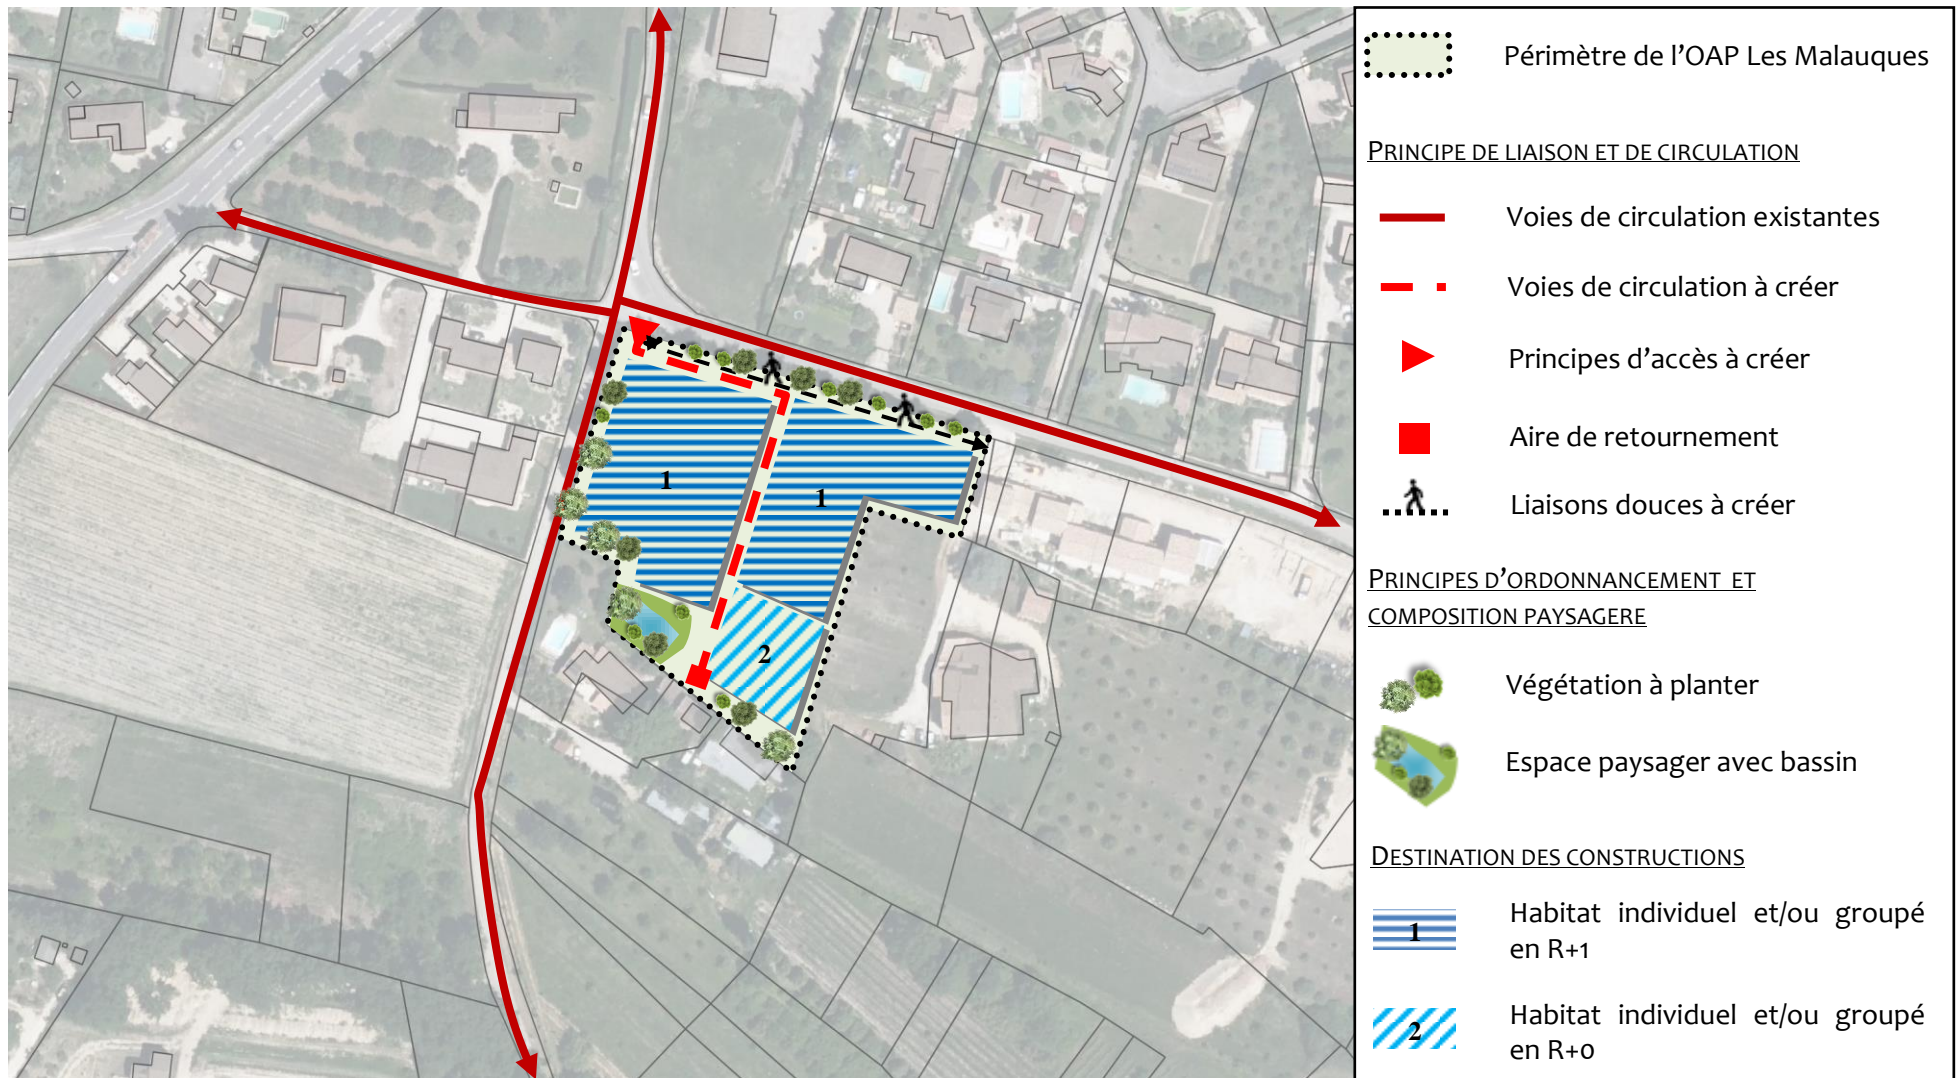 Périmètre de l’OAP Les Malauques
PRINCIPE DE LIAISON ET DE CIRCULATION
Voies de circulation existantes
Voies de circulation à créer
Principes d’accès à créer
Aire de retournement
Liaisons douces à créer
PRINCIPES D’ORDONNANCEMENT ET
COMPOSITION PAYSAGERE
Végétation à planter
Espace paysager avec bassin
DESTINATION DES CONSTRUCTIONS
1
Habitat individuel et/ou groupé
en R+1
2
Habitat individuel et/ou groupé
en R+0
1
1
2